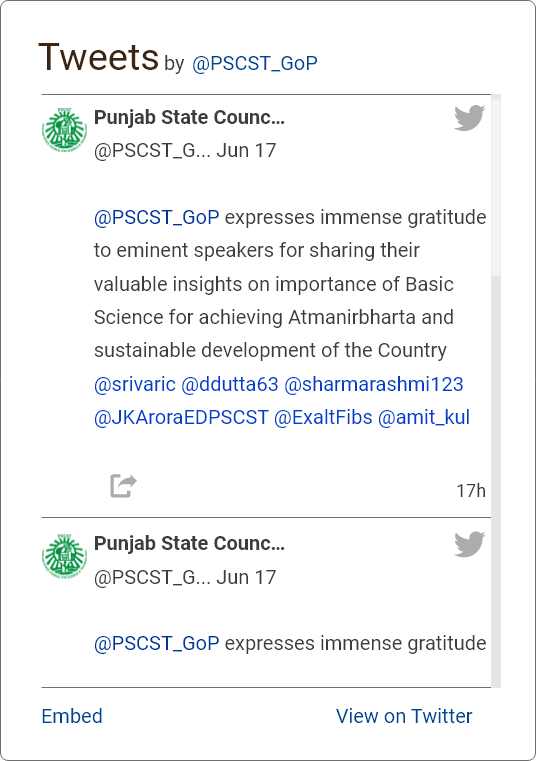 Tweets by @PSCST_GoP
Punjab State Counc...
@PSCST_G... Jun 17
@PSCST_GoP expresses immense gratitude
to eminent speakers for sharing their
valuable insights on importance of Basic
Science for achieving Atmanirbharta and
sustainable development of the Country
@srivaric @ddutta63 @sharmarashmi123
@JKAroraEDPSCST @ExaltFibs @amit_kul
17h
Punjab State Counc...
@PSCST_G... Jun 17
@PSCST_GoP expresses immense gratitude
Embed View on Twitter